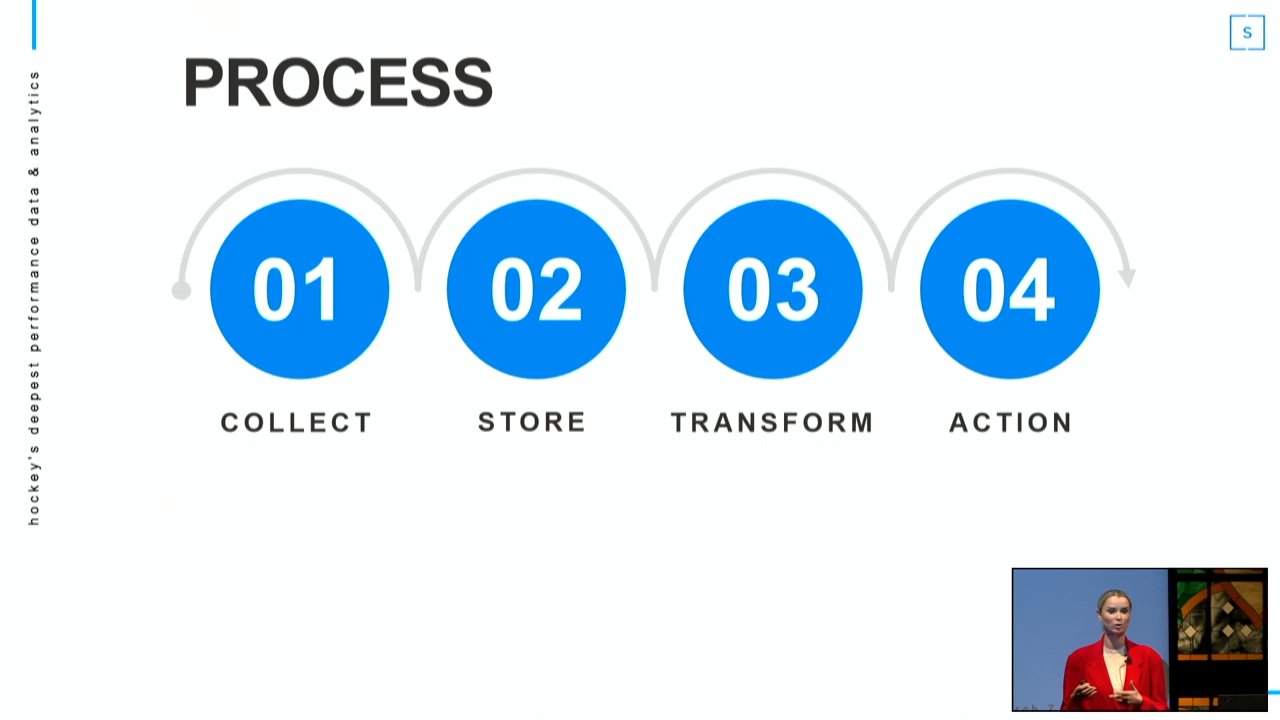 S
PROCESS
hockey's deepest performance data & analytics
01
02
03
04
COLLECT
STORE
TRANSFORM
ACTION